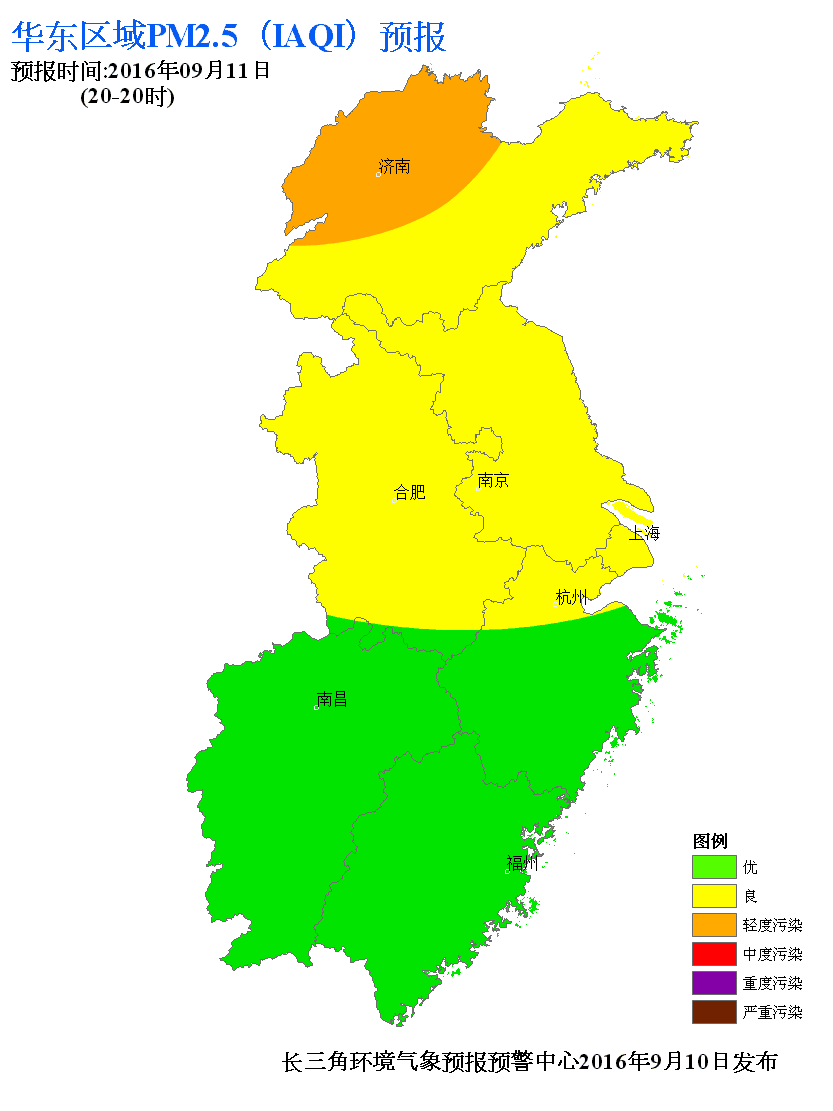 华东区域PM2.5（IAQI）预报
预报时间:2016年09月11日
(20-20时)
济南
合肥
南京
上海
杭州
南昌
福州
图例
优
良
轻度污染
中度污染
重度污染
严重污染
长三角环境气象预报预警中心2016年9月10日发布